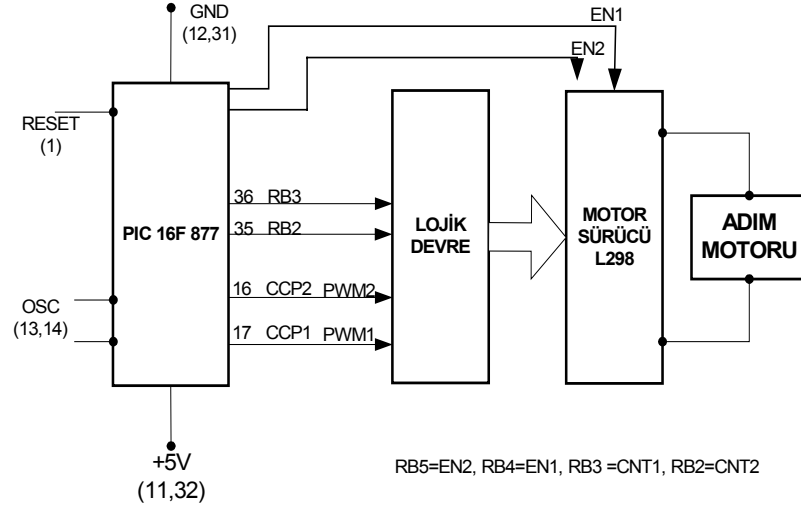 GND
(12,31)
EN1
EN2
RESET
(1)
PIC 16F 877
36 RB3
35 RB2
16 CCP2 PWM2
17 CCP1 PWM1
OSC
(13,14)
LOJİK
DEVRE
MOTOR
SÜRÜCÜ
L298
ADIM
MOTORU
+5V
(11,32)
RB5=EN2, RB4=EN1, RB3 =CNT1, RB2=CNT2